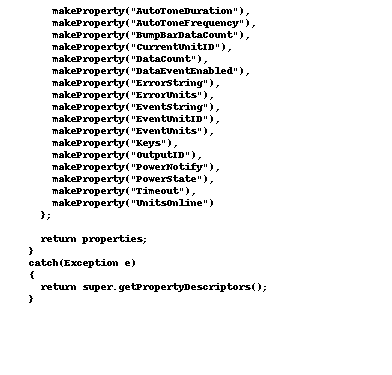 makeProperty("AutoToneDuration"),
makeProperty("AutoToneFrequency"),
makeProperty("BumpBarDataCount"),
makeProperty("CurrentUnitID"),
makeProperty("DataCount"),
makeProperty("DataEventEnabled"),
makeProperty("ErrorString"),
makeProperty("ErrorUnits"),
makeProperty("EventString"),
makeProperty("EventUnitID"),
makeProperty("EventUnits"),
makeProperty("Keys"),
makeProperty("OutputID"),
makeProperty("PowerNotify"),
makeProperty("PowerState"),
makeProperty("Timeout"),
makeProperty("UnitsOnline")
};
return properties;
}
catch(Exception e)
{
return super.getPropertyDescriptors();
}